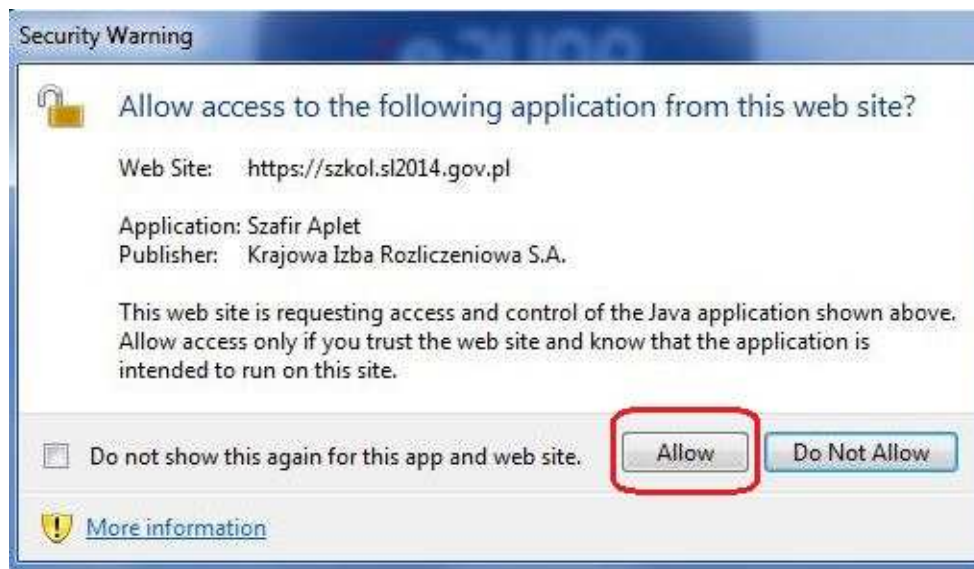 Security Warning
Allow access to the following application from this web site?
Web Site: https://szkol.sl2014.gov.pl
Application: Szafir Aplet
Publisher: Krajowa Izba Rozliczeniowa S.A.
This web site is requesting access and control of the Java application shown above.
Allow access only if you trust the web site and know that the application is
intended to run on this site.
Do not show this again for this app and web site.
Allow
Do Not Allow
More information